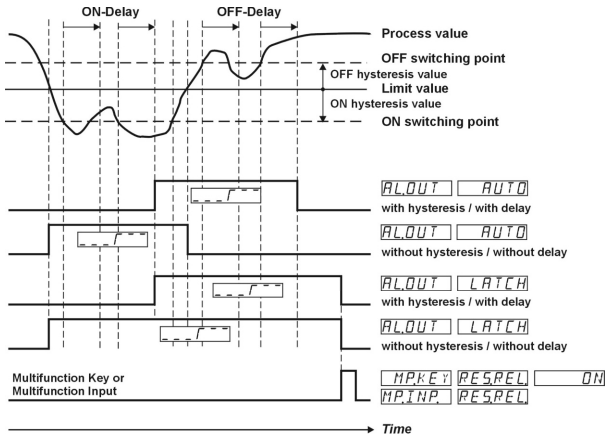 ON-Delay OFF-Delay
Process value
OFF switching point
OFF hysteresis value
Limit value
ON hysteresis value
ON switching point
AL.OUT AUTO
with hysteresis / with delay
AL.OUT AUTO
without hysteresis / without delay
AL.OUT LATCH
with hysteresis / with delay
AL.OUT LATCH
without hysteresis / without delay
Multifunction Key or
Multifunction Input
MP.KEY RES.REL. ON
MP.INP. RES.REL.
Time